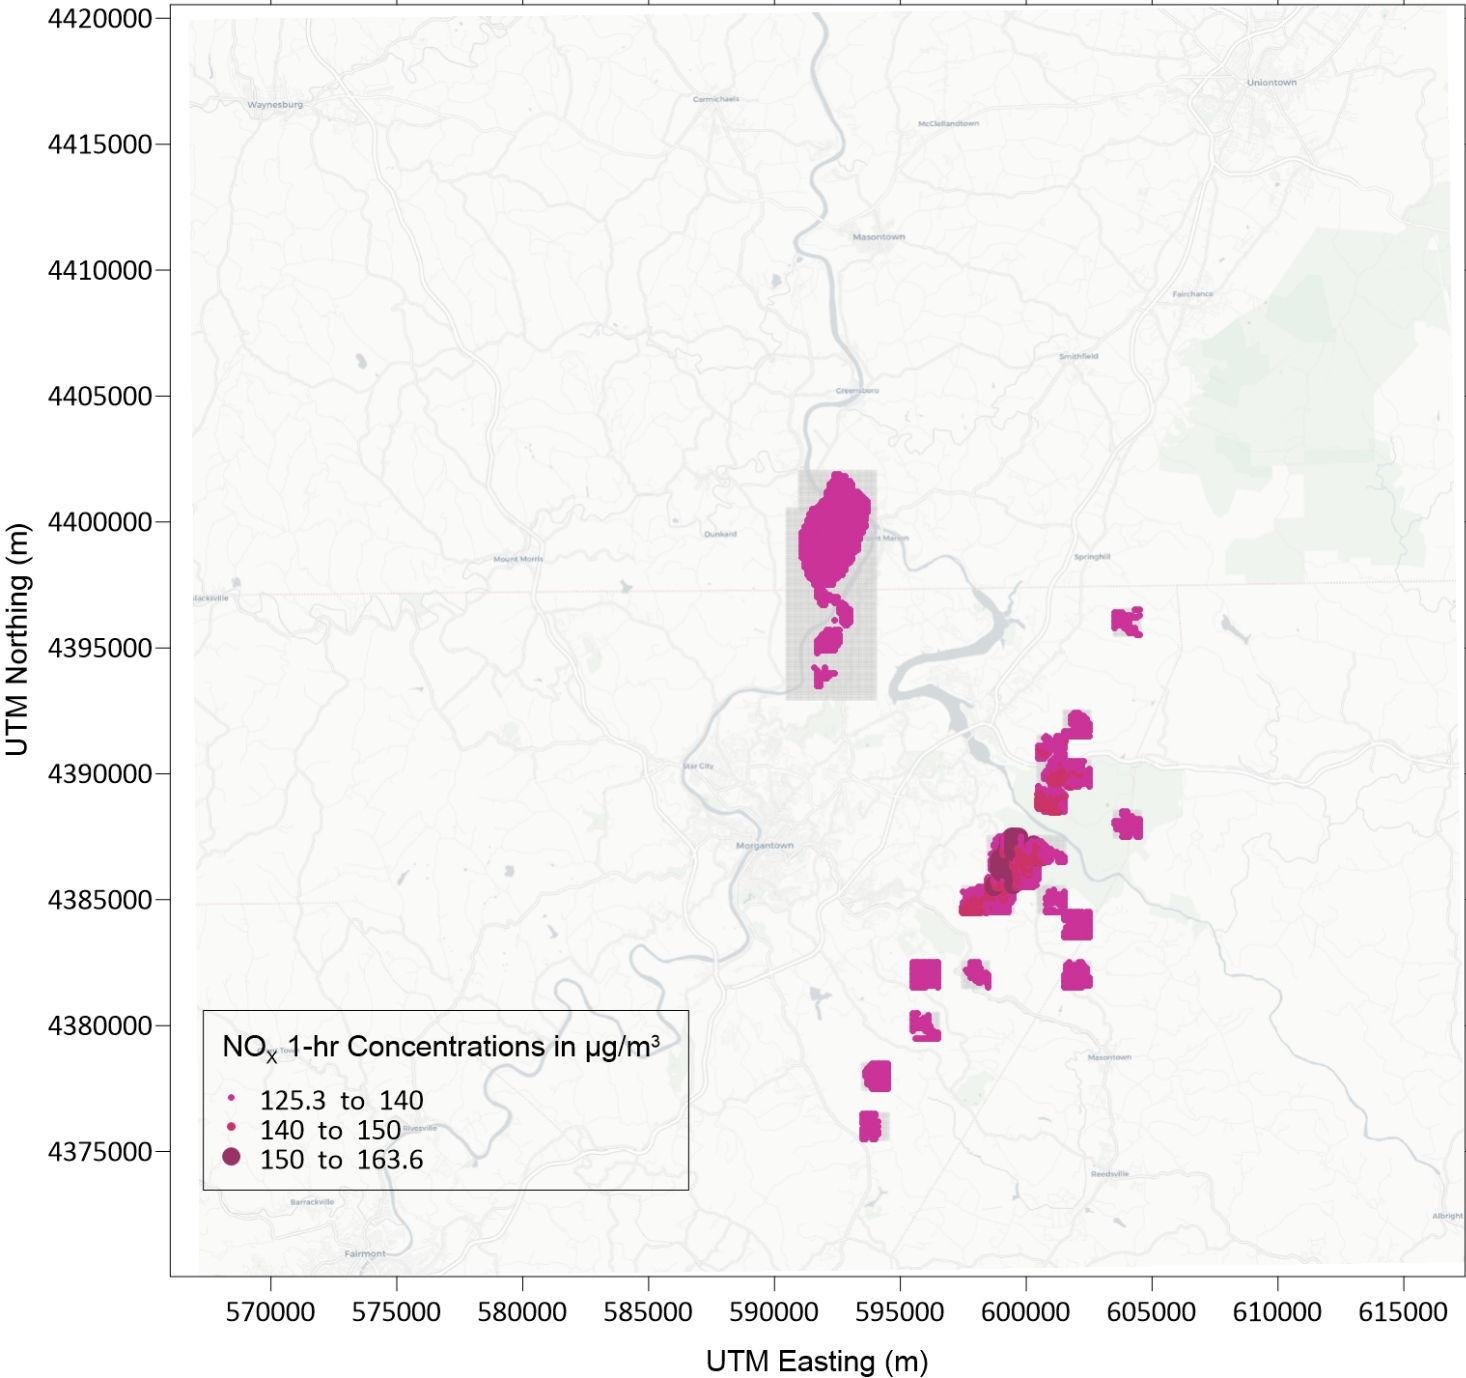 4420000
Uniontown
Waynesburg
Carmichaels
McClellandtown
4415000
Masontown
4410000
Fairchance
Smithfield
4405000
Greensboro
4400000
Dunkard
Mount Morris
Springhill
UTM Northing (m)
4395000
4390000
Star City
Morgantown
4385000
4380000
NOx 1-hr Concentrations in µg/m³
Masontown
125.3 to 140
140 to 150
Rivesville
150 to 163.6
4375000
Reedsville
Barrackville
Albright
Fairmont
570000 575000 580000 585000 590000 595000 600000 605000 610000 615000
UTM Easting (m)